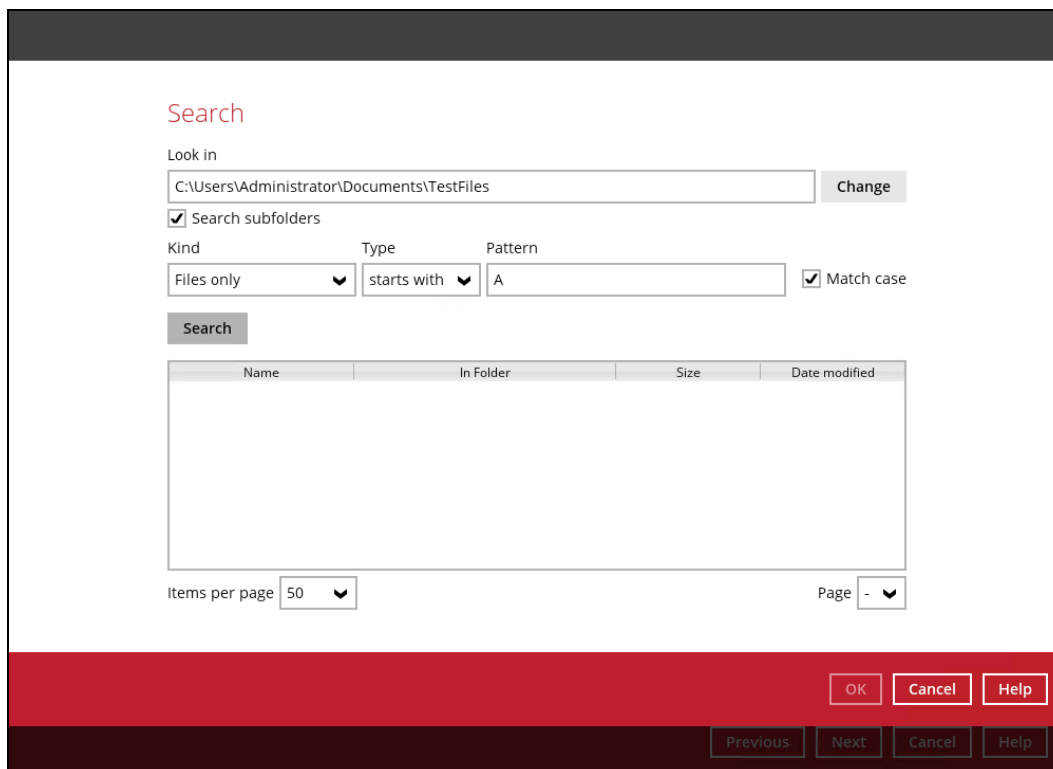 Search
Look in
C:\Users\Administrator\Documents\TestFiles Change
Search subfolders
Kind Type Pattern
Files only starts with A Match case
Search
Name In Folder Size Date modified
Items per page 50 Page -
OK Cancel Help
Previous Next Cancel Help